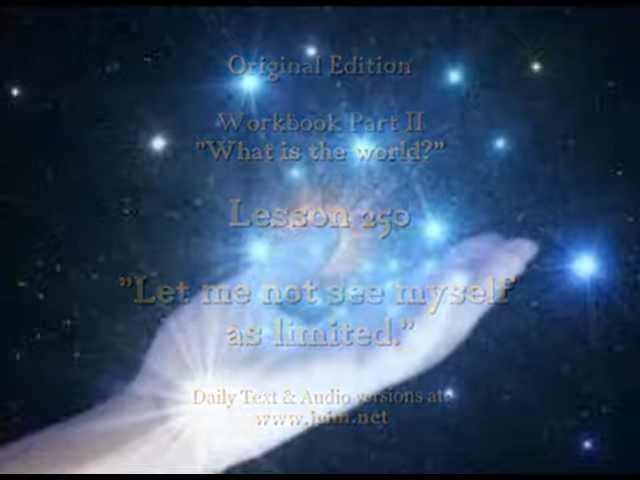 Original Edition
Workbook Part II
"What is the world?"
Lesson 250
"Let me not see myself
as limited."
Daily Text & Audio versions at:
www.jcim.net